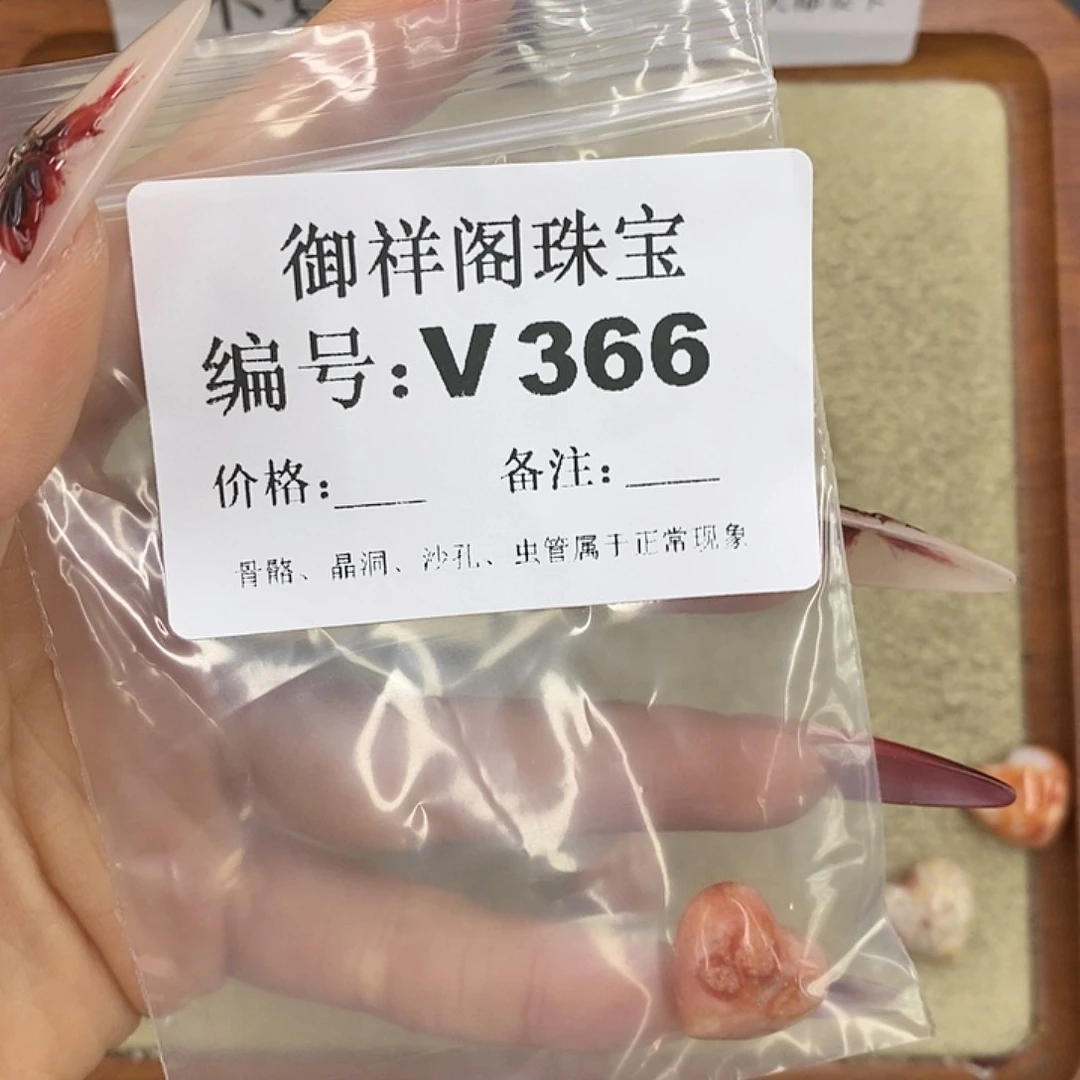 御祥阁珠宝
编号:V366
价格:____ 备注:____
骨骼、晶洞、沙孔、虫管属于正常现象